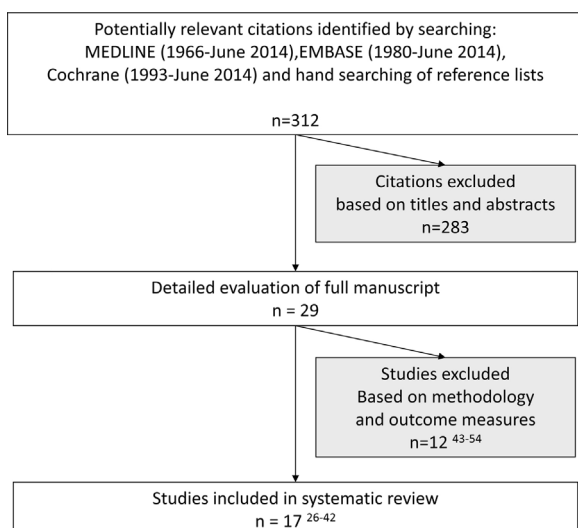 Potentially relevant citations identified by searching:
MEDLINE (1966-June 2014),EMBASE (1980-June 2014),
Cochrane (1993-June 2014) and hand searching of reference lists
n=312
Citations excluded
based on titles and abstracts
n=283
Detailed evaluation of full manuscript
n = 29
Studies excluded
Based on methodology
and outcome measures
n=12 43-54
Studies included in systematic review
n = 17 26-42